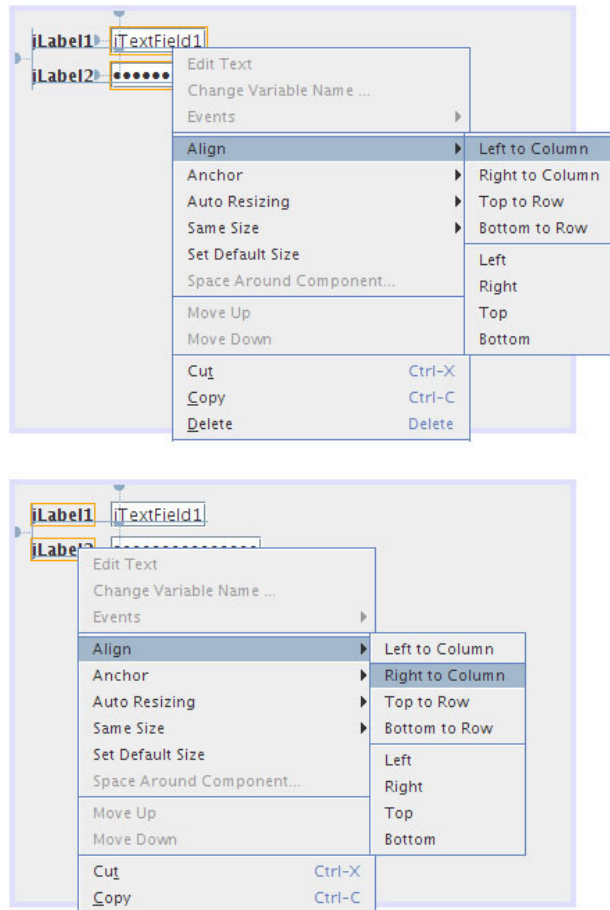 jLabel1 jTextField1
jLabel2
Edit Text
Change Variable Name ...
Events
Align Left to Column
Anchor Right to Column
Auto Resizing Top to Row
Same Size Bottom to Row
Set Default Size Left
Space Around Component... Right
Move Up Top
Move Down Bottom
Cut Ctrl-X
Copy Ctrl-C
Delete Delete
jLabel1 jTextField1
jLabel2
Edit Text
Change Variable Name ...
Events
Align Left to Column
Anchor Right to Column
Auto Resizing Top to Row
Same Size Bottom to Row
Set Default Size Left
Space Around Component... Right
Move Up Top
Move Down Bottom
Cut Ctrl-X
Copy Ctrl-C